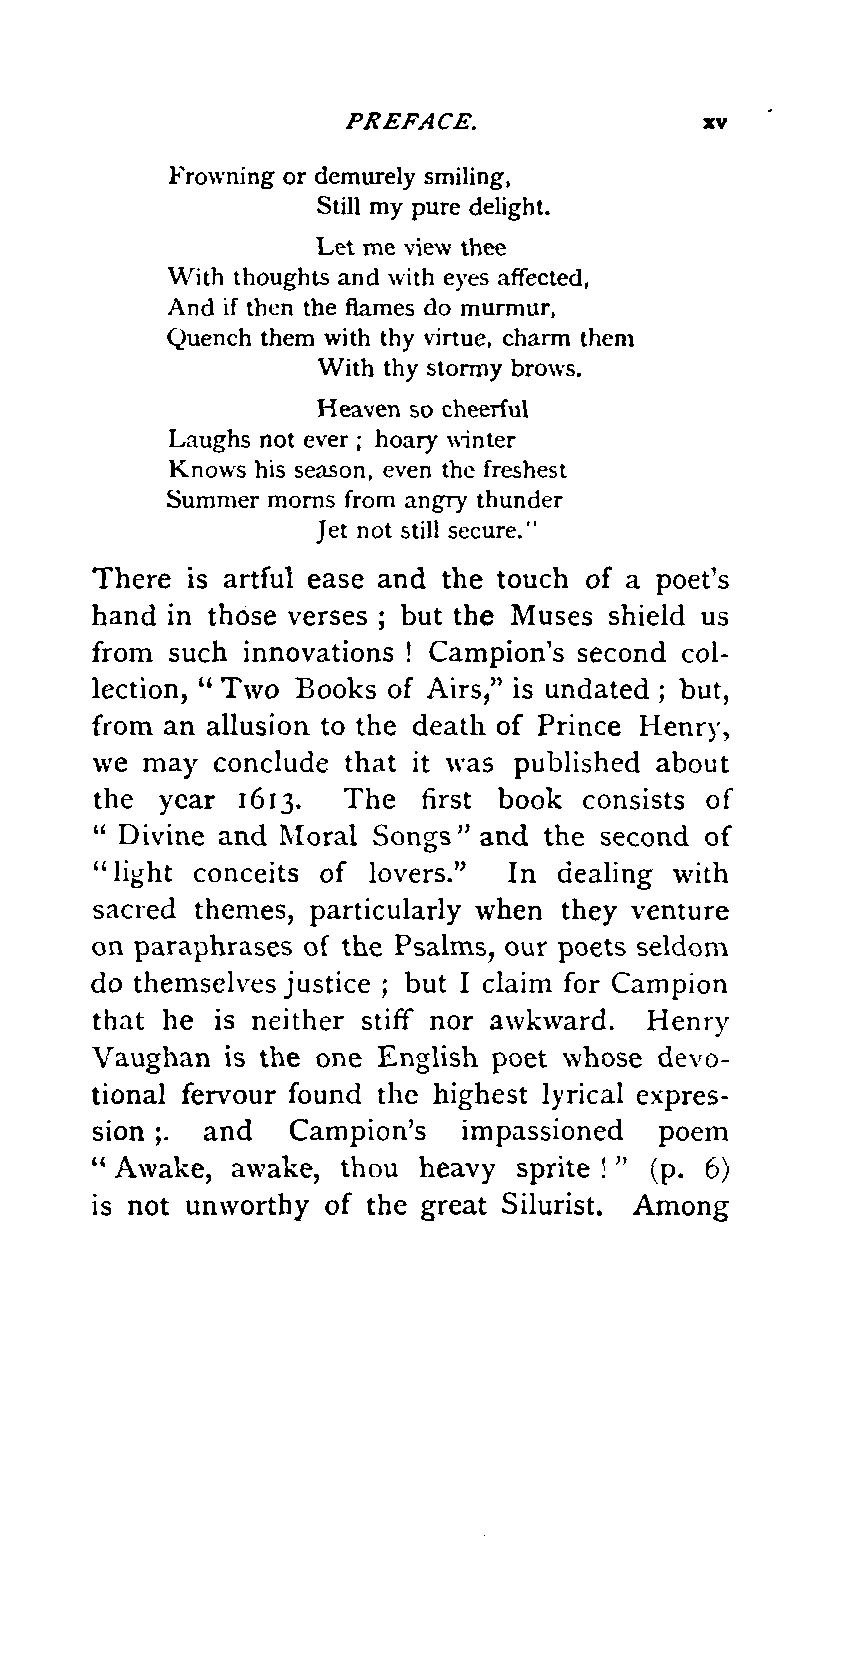 PREFACE. xv
Frowning or demurely smiling,
Still my pure delight.
Let me view thee
With thoughts and with eyes affected,
And if then the flames do murmur,
Quench them with thy virtue, charm them
With thy stormy brows.
Heaven so cheerful
Laughs not ever ; hoary winter
Knows his season, even the freshest
Summer morns from angry thunder
Jet not still secure."
There is artful ease and the touch of a poet's
hand in those verses ; but the Muses shield us
from such innovations ! Campion's second col-
lection, " Two Books of Airs," is undated ; but,
from an allusion to the death of Prince Henry,
we may conclude that it was published about
the year 1613. The first book consists of
" Divine and Moral Songs" and the second of
"light conceits of lovers." In dealing with
sacred themes, particularly when they venture
on paraphrases of the Psalms, our poets seldom
do themselves justice ; but I claim for Campion
that he is neither stiff nor awkward. Henry
Vaughan is the one English poet whose devo-
tional fervour found the highest lyrical expres-
sion ;. and Campion's impassioned poem
" Awake, awake, thou heavy sprite ! " (p. 6)
is not unworthy of the great Silurist. Among